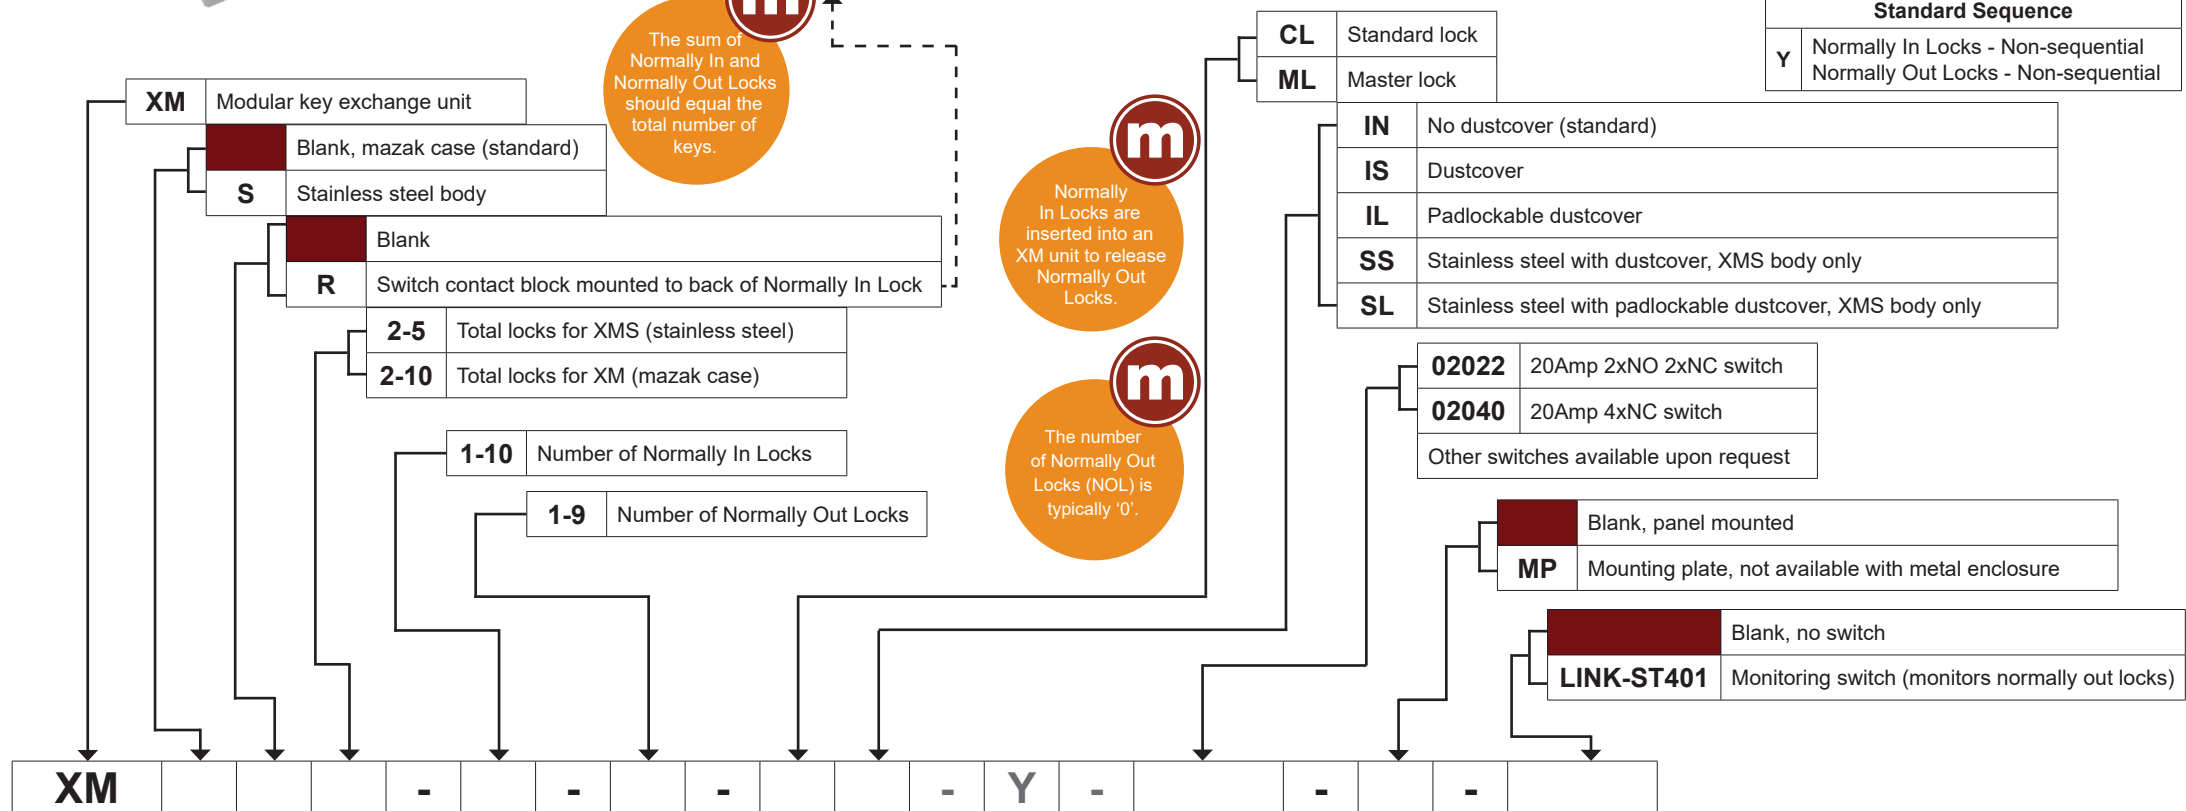 m
The sum of
Normally In and
Normally Out Locks
should equal the
total number of
keys.
CL Standard lock
ML Master lock
Standard Sequence
Y Normally In Locks - Non-sequential
Normally Out Locks - Non-sequential
XM Modular key exchange unit
Blank, mazak case (standard)
S Stainless steel body
Blank
R Switch contact block mounted to back of Normally In Lock
2-5 Total locks for XMS (stainless steel)
2-10 Total locks for XM (mazak case)
1-10 Number of Normally In Locks
1-9 Number of Normally Out Locks
m
Normally
In Locks are
inserted into an
XM unit to release
Normally Out
Locks.
m
The number
of Normally Out
Locks (NOL) is
typically ‘0’.
IN No dustcover (standard)
IS Dustcover
IL Padlockable dustcover
SS Stainless steel with dustcover, XMS body only
SL Stainless steel with padlockable dustcover, XMS body only
02022 20Amp 2xNO 2xNC switch
02040 20Amp 4xNC switch
Other switches available upon request
Blank, panel mounted
MP Mounting plate, not available with metal enclosure
Blank, no switch
LINK-ST401 Monitoring switch (monitors normally out locks)
XM - - - - Y - - -